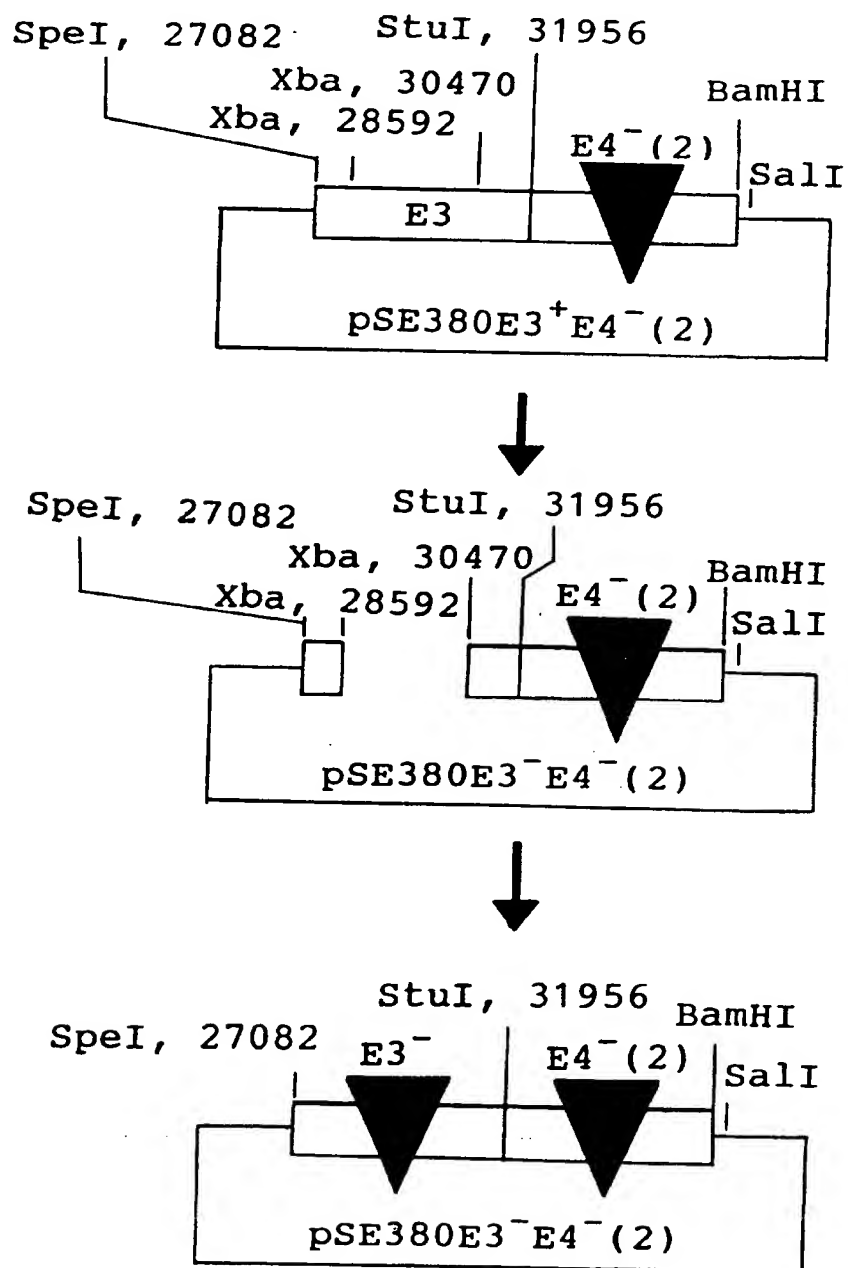 SpeI, 27082
StuI, 31956
Xba, 30470
Xba, 28592
BamHI
E4⁻(2)
SalI
E3
pSE380E3⁺E4⁻(2)
SpeI, 27082
StuI, 31956
Xba, 30470
Xba, 28592
BamHI
E4⁻(2)
SalI
pSE380E3⁻E4⁻(2)
StuI, 31956
BamHI
SpeI, 27082
E3⁻
E4⁻(2)
SalI
pSE380E3⁻E4⁻(2)